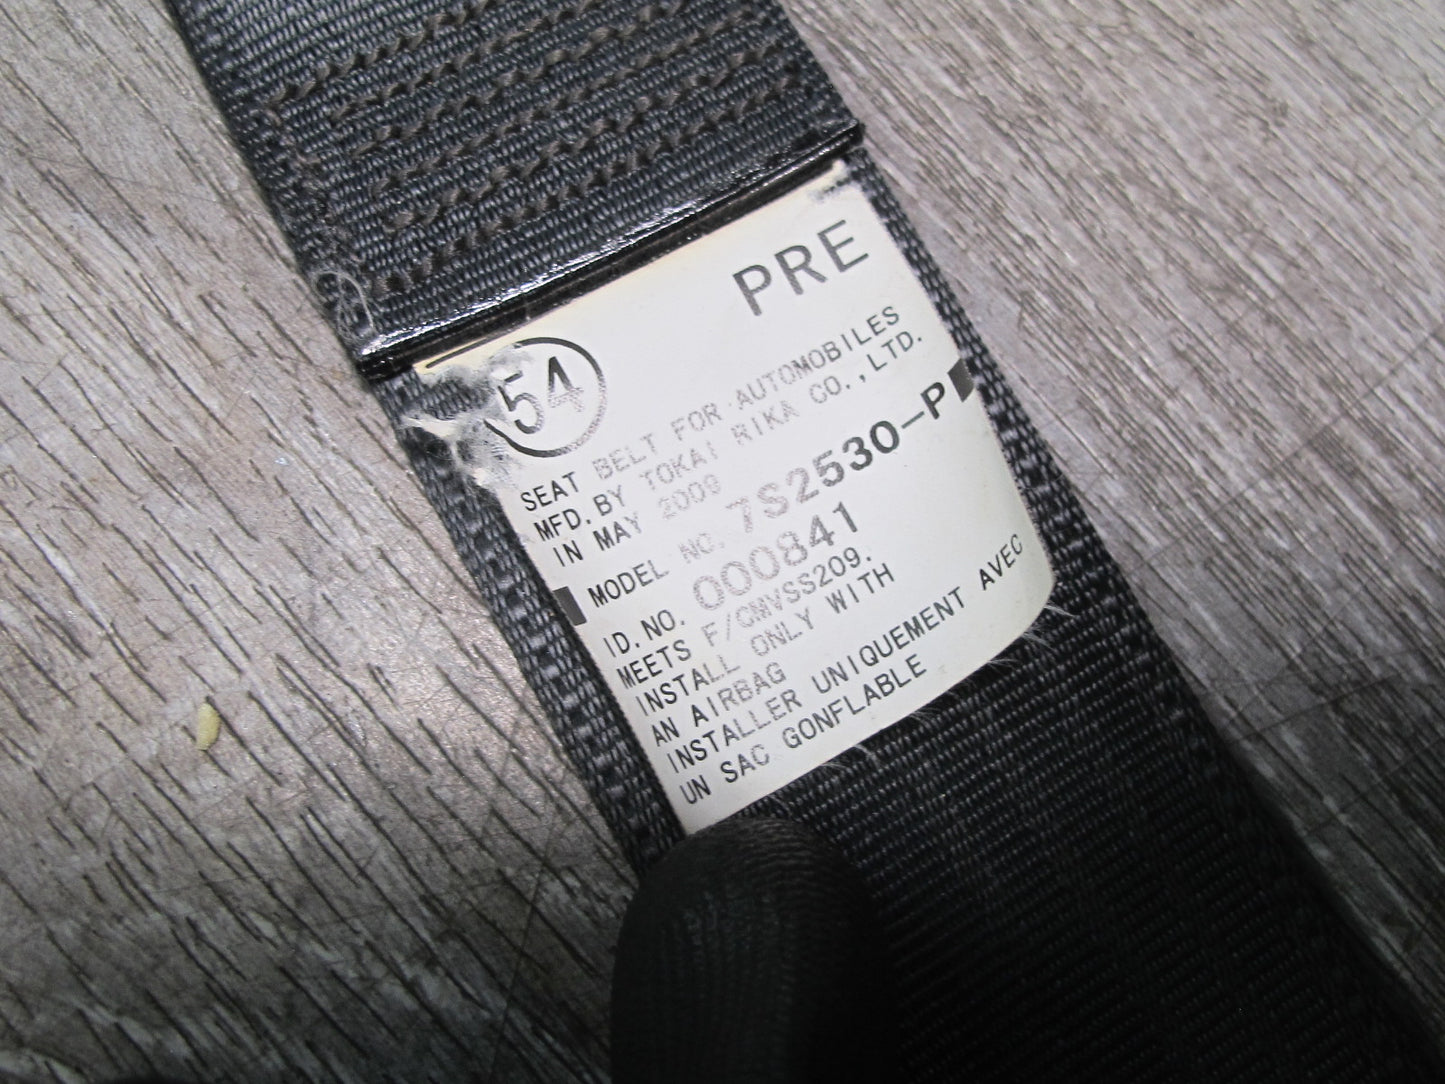 PRE
54
SEAT BELT FOR AUTOMOBILES
MFD. BY TOKAI RIKA CO., LTD.
IN MAY 2009
MODEL NO. 7S2530-P
ID. NO. 000841
MEETS F/CMVSS209.
INSTALL ONLY WITH
AN AIRBAG
INSTALLER UNIQUEMENT AVEC
UN SAC GONFLABLE